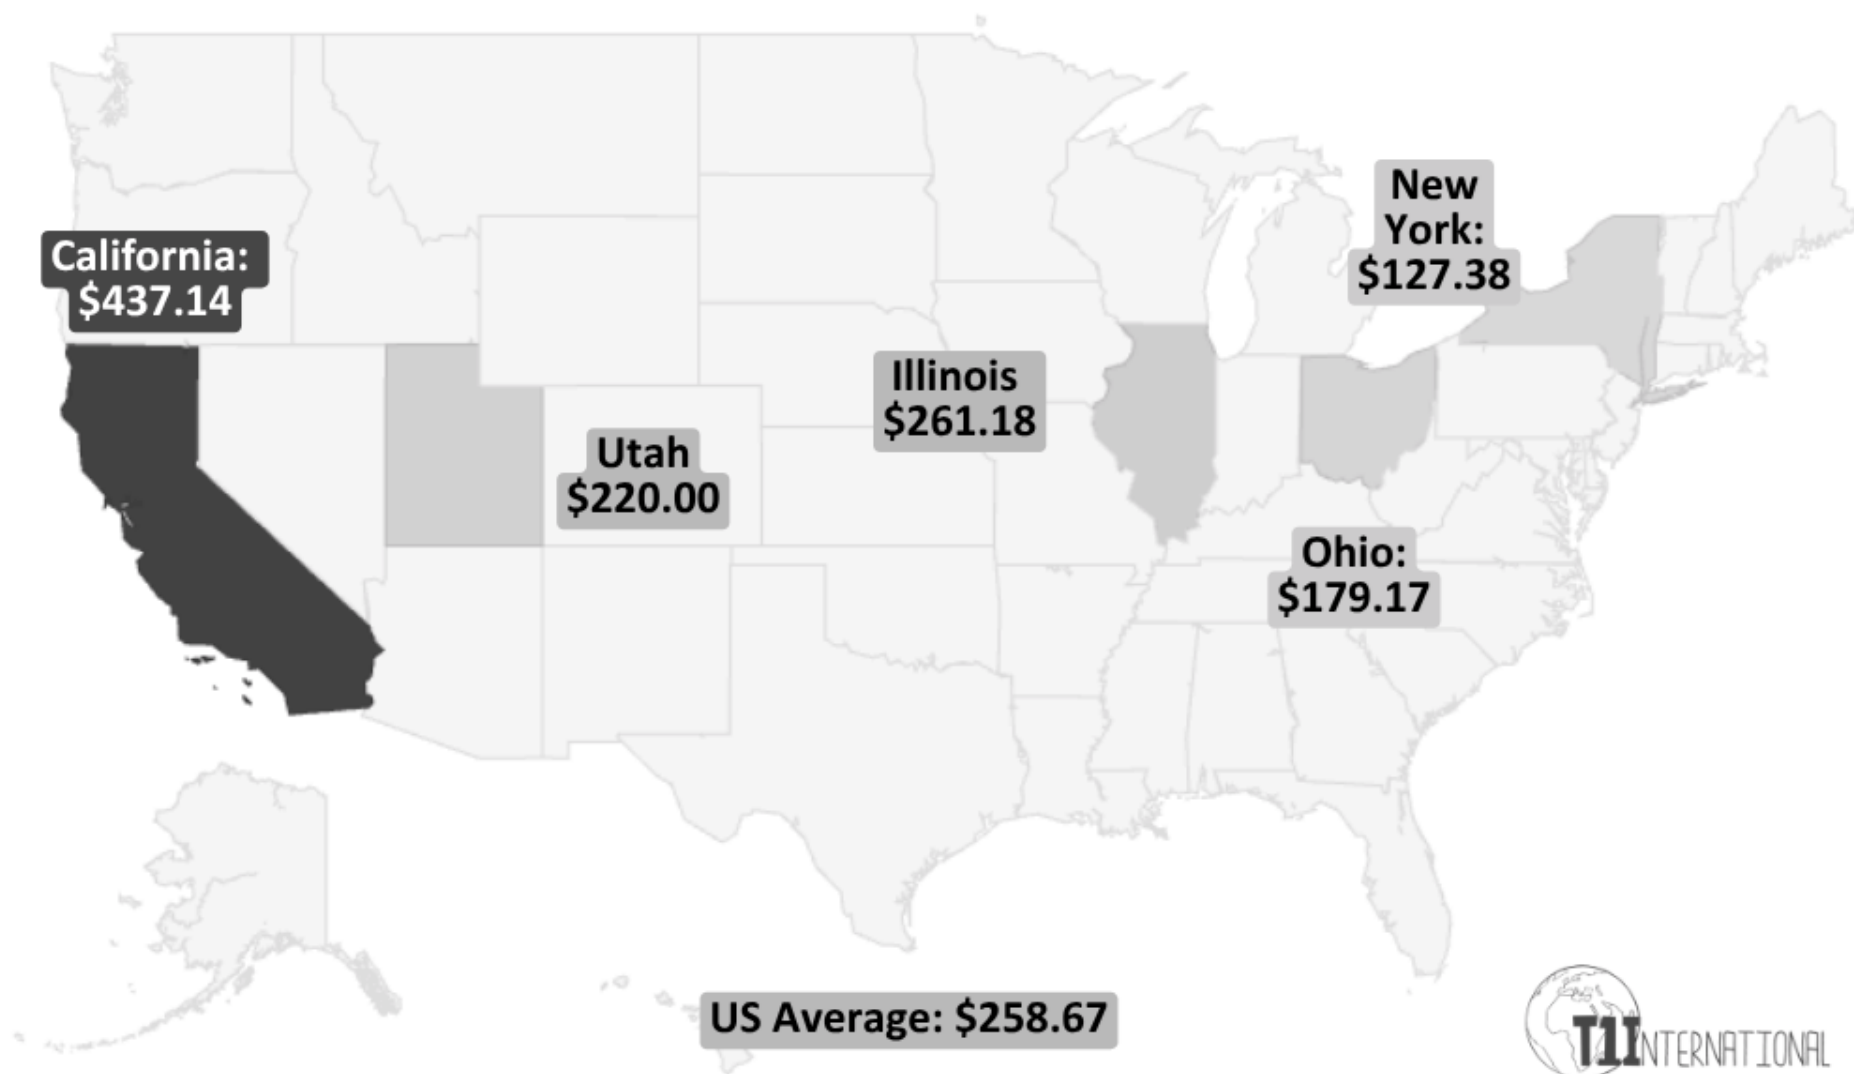 California:
$437.14
Utah
$220.00
Illinois
$261.18
New
York:
$127.38
Ohio:
$179.17
US Average: $258.67
T1INTERNATIONAL